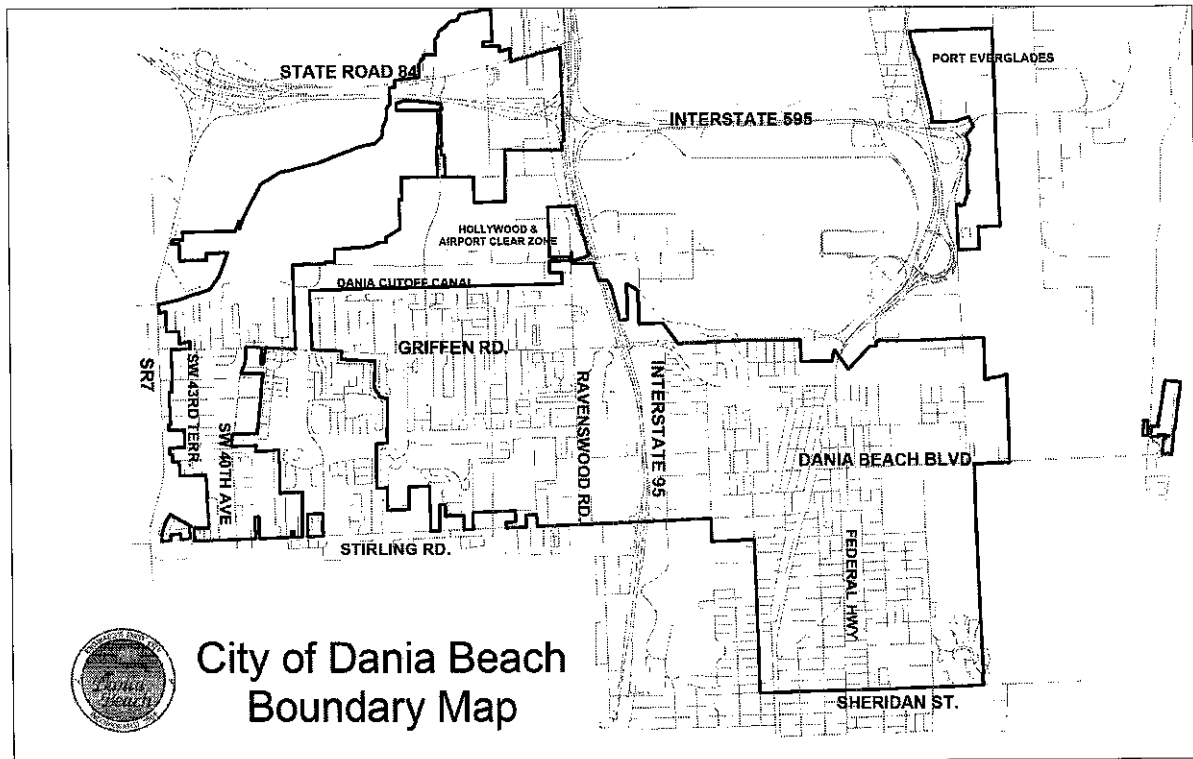 PORT EVERGLADES
STATE ROAD 84
INTERSTATE 595
HOLLYWOOD &
AIRPORT CLEAR ZONE
DANIA CUTOFF CANAL
GRIFFEN RD.
SR7
SW 43RD TERR.
SW 40TH AVE
RAVENSWOOD RD.
INTERSTATE 95
DANIA BEACH BLVD
STIRLING RD.
FEDERAL HWY
SHERIDAN ST.
City of Dania Beach
Boundary Map